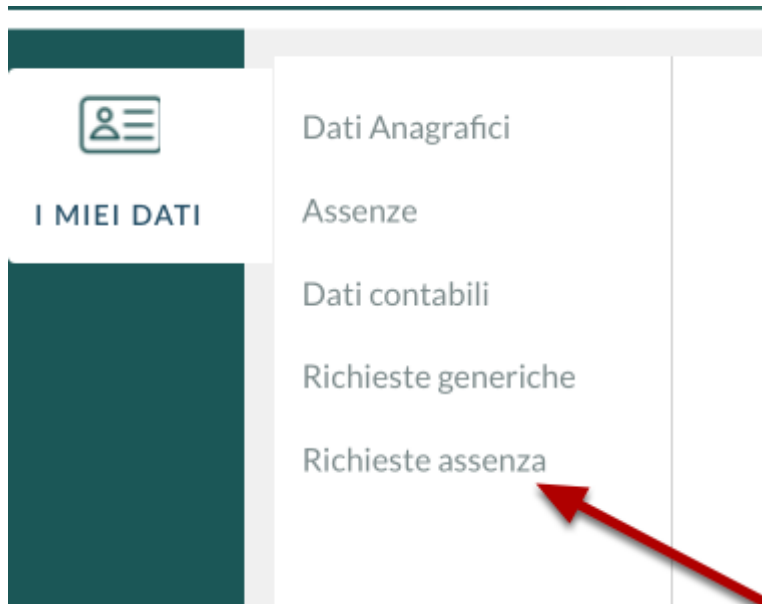 I MIEI DATI
Dati Anagrafici
Assenze
Dati contabili
Richieste generiche
Richieste assenza